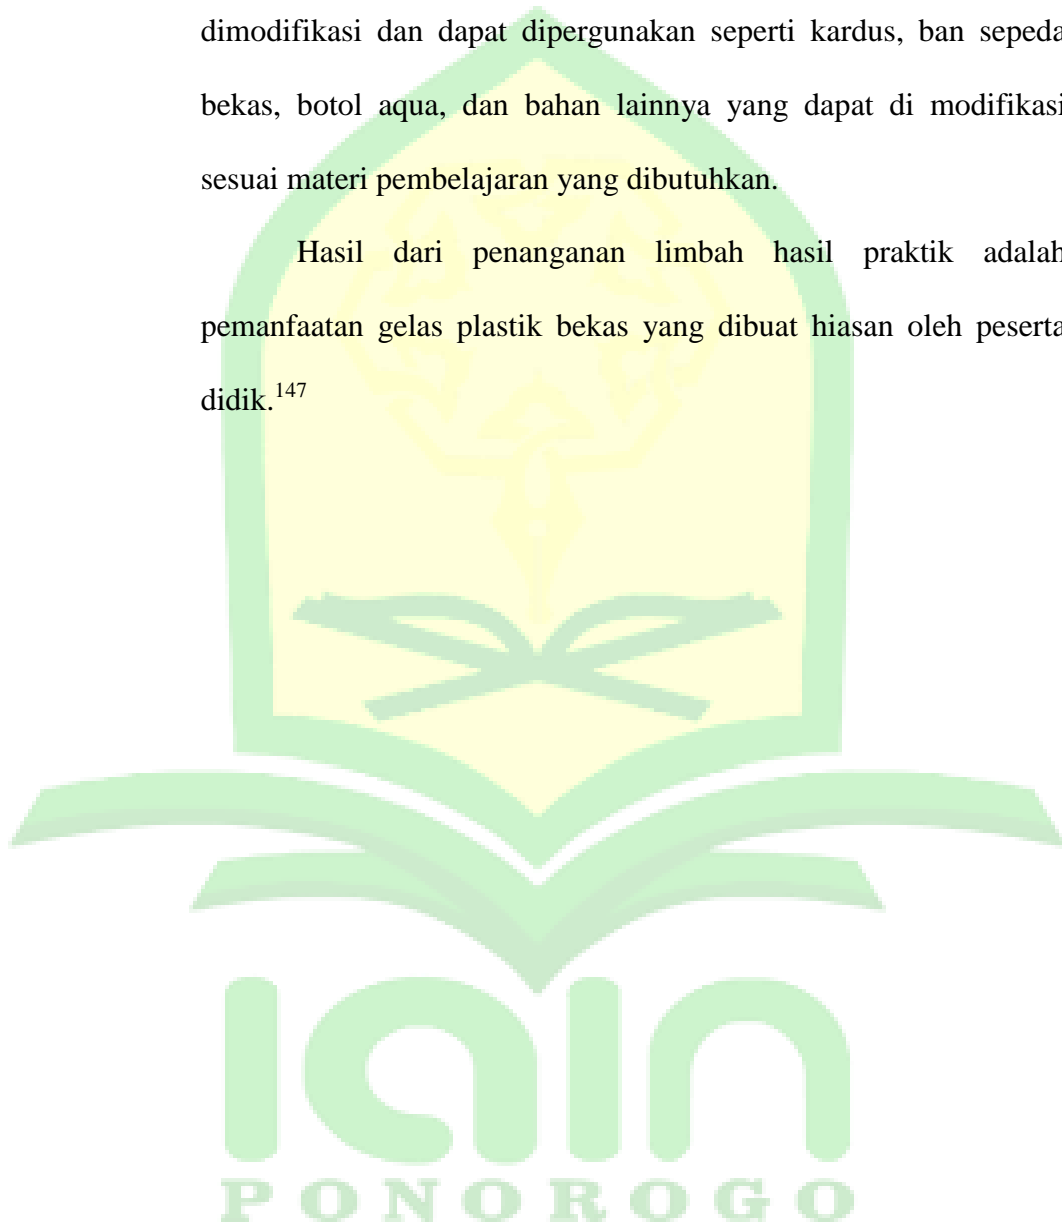 dimodifikasi dan dapat dipergunakan seperti kardus, ban sepeda
bekas, botol aqua, dan bahan lainnya yang dapat di modifikasi
sesuai materi pembelajaran yang dibutuhkan.
Hasil dari penanganan limbah hasil praktik adalah
pemanfaatan gelas plastik bekas yang dibuat hiasan oleh peserta
didik.147
iain
PONOROGO